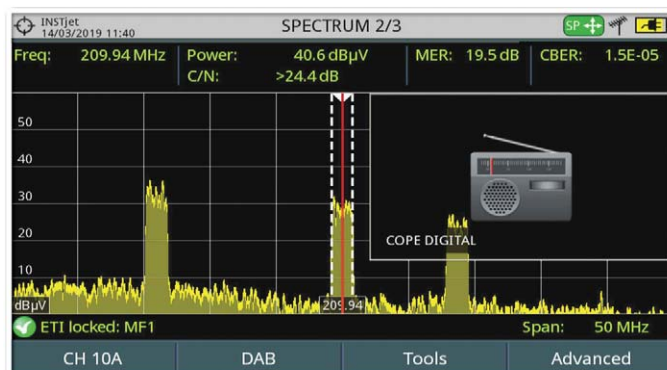 INSTjet
14/03/2019 11:40
SPECTRUM 2/3
SP
Freq: 209.94 MHz
Power: 40.6 dBµV
MER: 19.5 dB
CBER: 1.5E-05
C/N: >24.4 dB
50
40
30
20
10
dBµV
209.94
COPE DIGITAL
ETI locked: MF1
Span: 50 MHz
CH 10A
DAB
Tools
Advanced